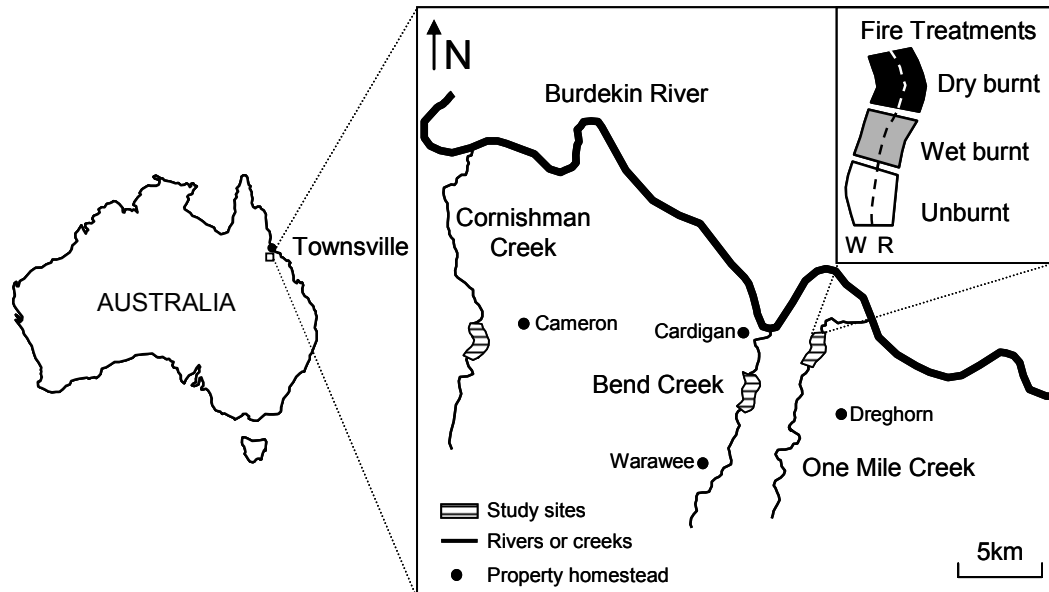 AUSTRALIA
Townsville
N
Burdekin River
Cornishman
Creek
Cameron
Cardigan
Bend Creek
Warawee
Dreghorn
One Mile Creek
Study sites
Rivers or creeks
Property homestead
5km
Fire Treatments
Dry burnt
Wet burnt
Unburnt
W R